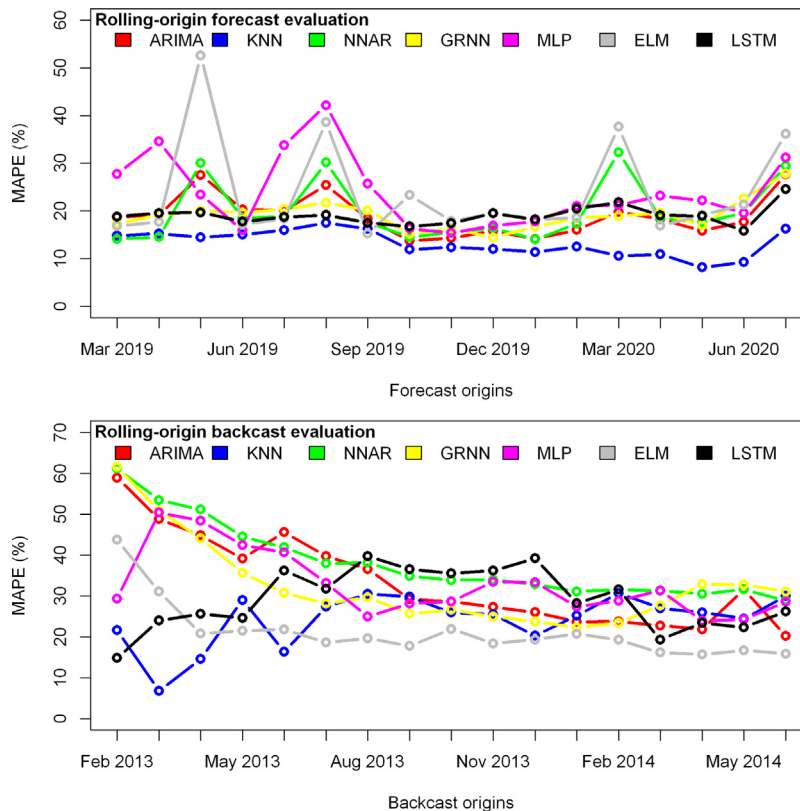 Rolling-origin forecast evaluation
ARIMA KNN NNAR GRNN MLP ELM LSTM
MAPE (%)
60
50
40
30
20
10
0
Mar 2019 Jun 2019 Sep 2019 Dec 2019 Mar 2020 Jun 2020
Forecast origins
Rolling-origin backcast evaluation
ARIMA KNN NNAR GRNN MLP ELM LSTM
MAPE (%)
70
60
50
40
30
20
10
0
Feb 2013 May 2013 Aug 2013 Nov 2013 Feb 2014 May 2014
Backcast origins